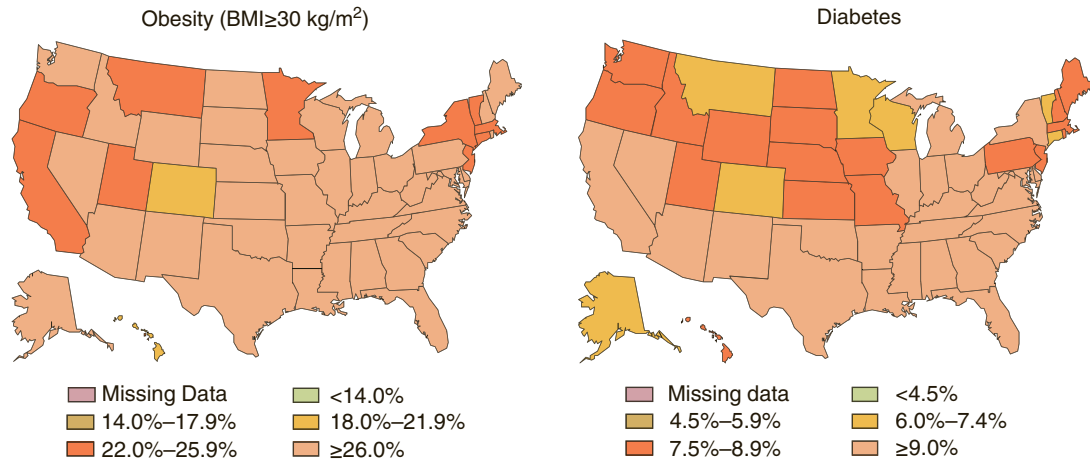 Obesity (BMI≥30 kg/m²)
Diabetes
Missing Data
<14.0%
14.0%–17.9%
18.0%–21.9%
22.0%–25.9%
≥26.0%
Missing data
<4.5%
4.5%–5.9%
6.0%–7.4%
7.5%–8.9%
≥9.0%